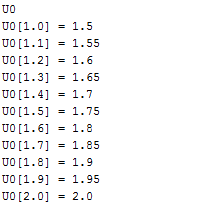 U0
U0[1.0] = 1.5
U0[1.1] = 1.55
U0[1.2] = 1.6
U0[1.3] = 1.65
U0[1.4] = 1.7
U0[1.5] = 1.75
U0[1.6] = 1.8
U0[1.7] = 1.85
U0[1.8] = 1.9
U0[1.9] = 1.95
U0[2.0] = 2.0